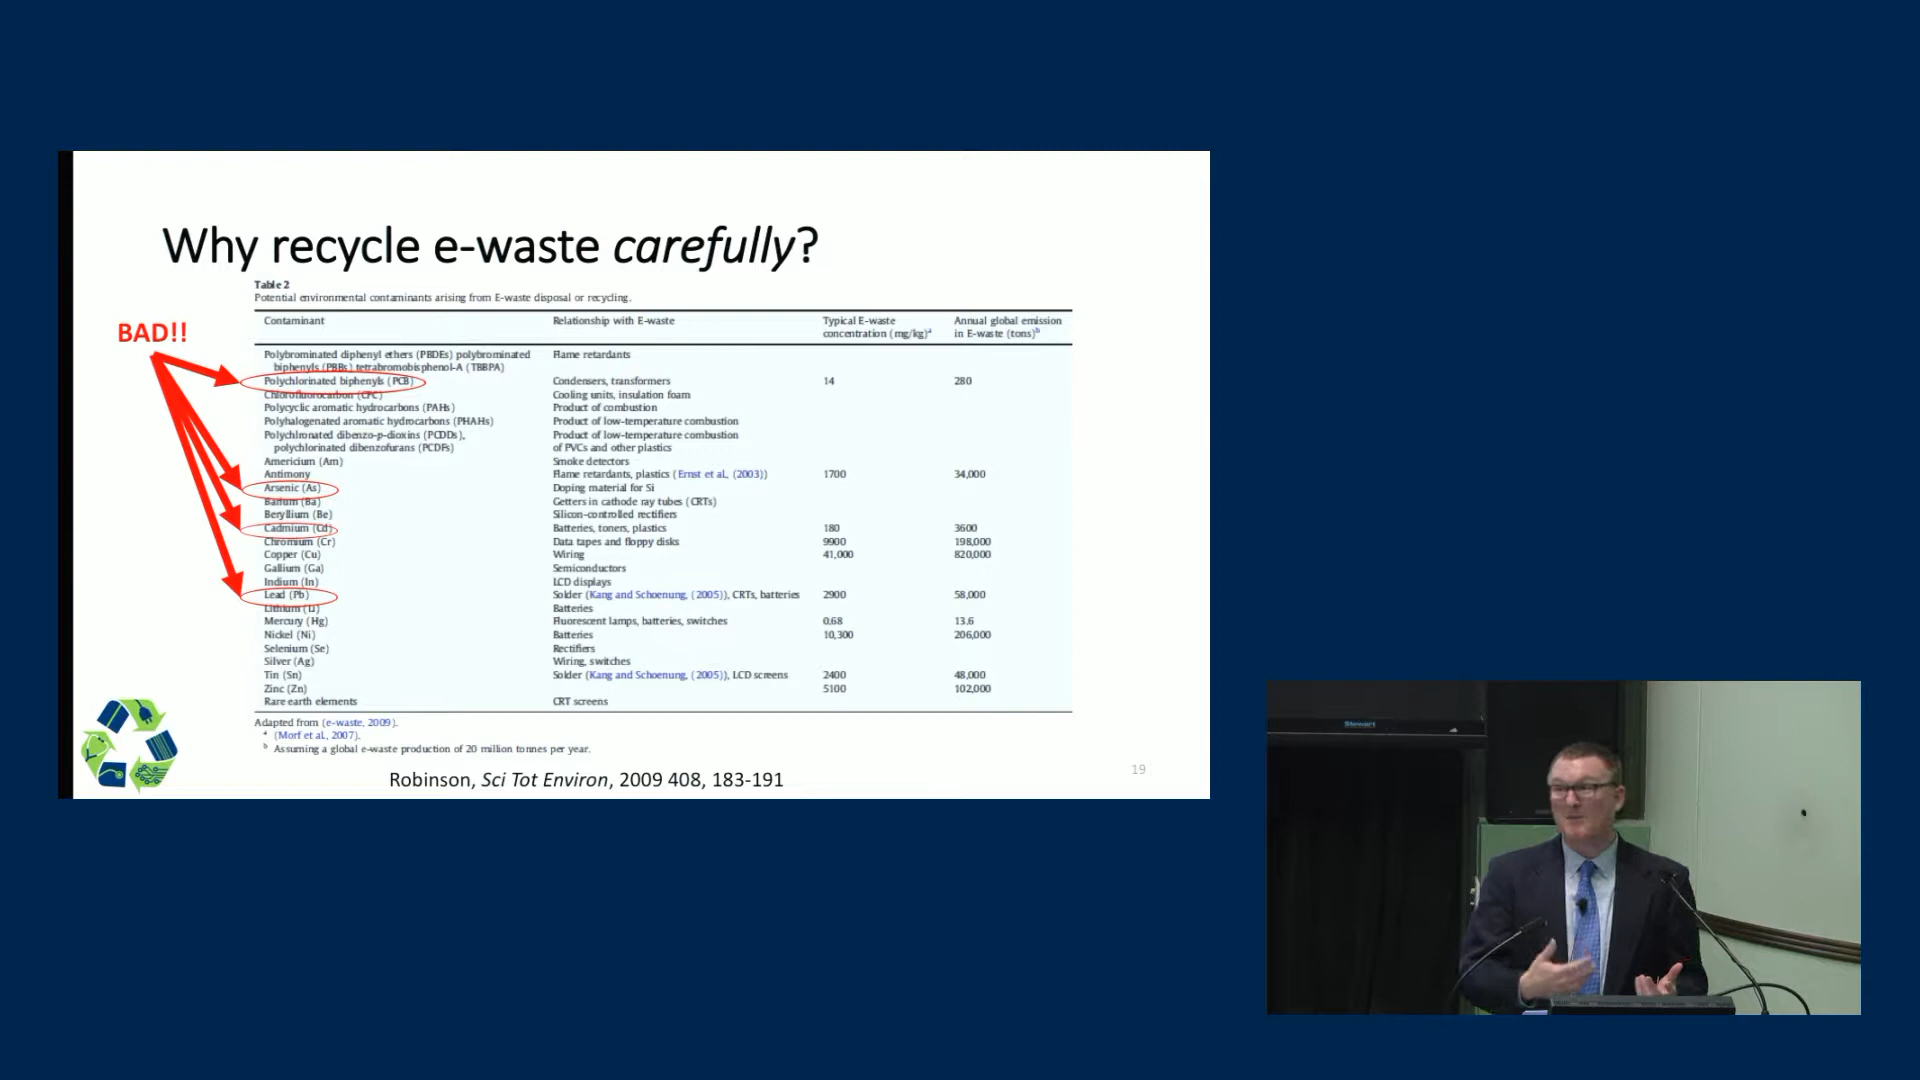 Why recycle e-waste carefully?
Table 2
Potential environmental contaminants arising from E-waste disposal or recycling.
BAD!!
Contaminant Relationship with E-waste Typical E-waste concentration (mg/kg)a Annual global emission in E-waste (tons)b
Polybrominated diphenyl ethers (PBDEs) polybrominated Flame retardants
biphenyls (PBBs) tetrabromobisphenol-A (TBBPA)
Polychlorinated biphenyls (PCB) Condensers, transformers 14 280
Chlorofluorocarbon (CFC) Cooling units, insulation foam
Polycyclic aromatic hydrocarbons (PAHs) Product of combustion
Polyhalogenated aromatic hydrocarbons (PHAHs) Product of low-temperature combustion
Polychlronated dibenzo-p-dioxins (PCDDs), Product of low-temperature combustion
polychlorinated dibenzofurans (PCDFs) of PVCs and other plastics
Americium (Am) Smoke detectors
Antimony Flame retardants, plastics (Ernst et al., (2003)) 1700 34,000
Arsenic (As) Doping material for Si
Barium (Ba) Getters in cathode ray tubes (CRTs)
Beryllium (Be) Silicon-controlled rectifiers
Cadmium (Cd) Batteries, toners, plastics 180 3600
Chromium (Cr) Data tapes and floppy disks 9900 198,000
Copper (Cu) Wiring 41,000 820,000
Gallium (Ga) Semiconductors
Indium (In) LCD displays
Lead (Pb) Solder (Kang and Schoenung, (2005)), CRTs, batteries 2900 58,000
Lithium (Li) Batteries
Mercury (Hg) Fluorescent lamps, batteries, switches 0.68 13.6
Nickel (Ni) Batteries 10,300 206,000
Selenium (Se) Rectifiers
Silver (Ag) Wiring, switches
Tin (Sn) Solder (Kang and Schoenung, (2005)), LCD screens 2400 48,000
Zinc (Zn) 5100 102,000
Rare earth elements CRT screens
Adapted from (e-waste, 2009).
a (Morf et al., 2007).
b Assuming a global e-waste production of 20 million tonnes per year.
Robinson, Sci Tot Environ, 2009 408, 183-191
19
Stewart